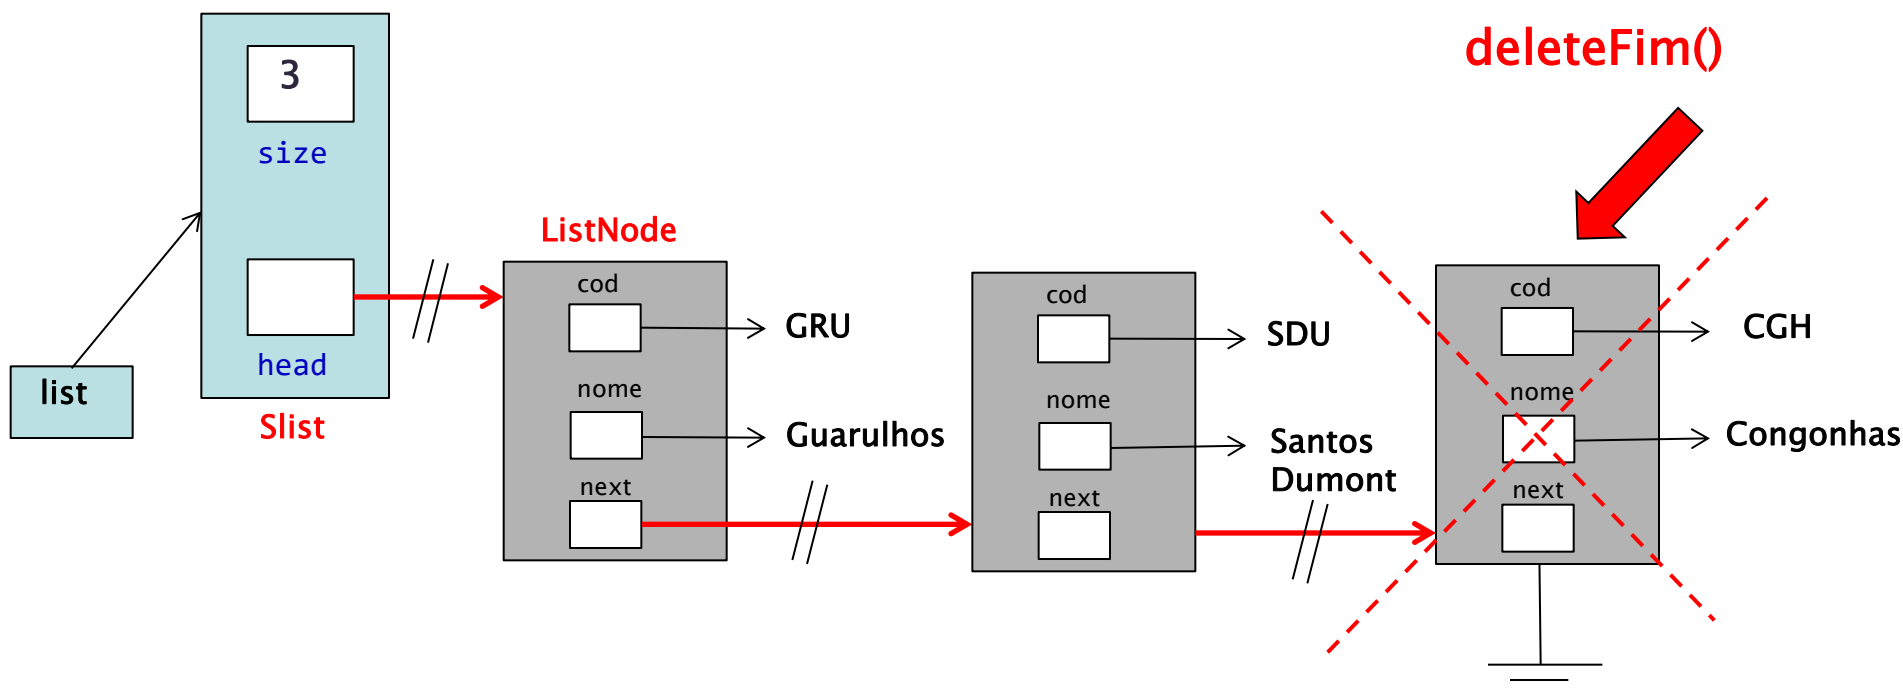 deleteFim()
3
size
head
Slist
list
ListNode
cod
GRU
nome
Guarulhos
next
cod
SDU
nome
Santos
Dumont
next
cod
CGH
nome
Congonhas
next